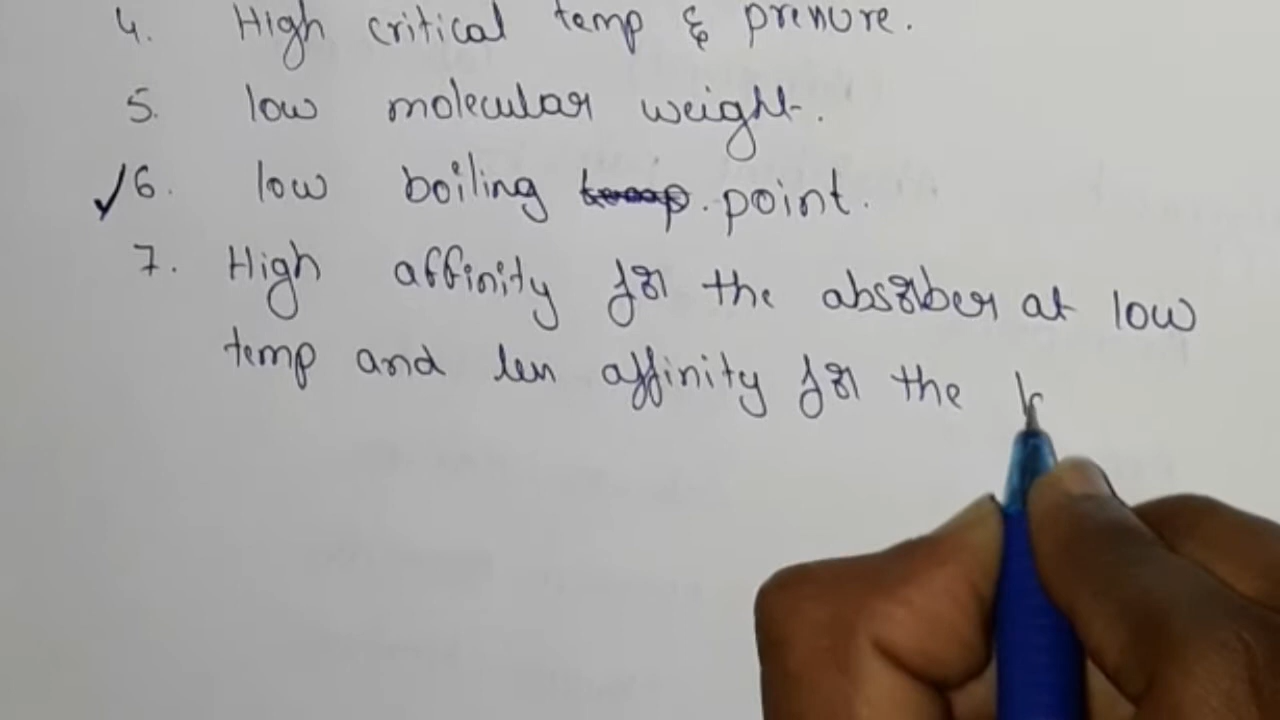 4. High critical temp & pressure.
5. low molecular weight.
6. low boiling point.
7. High affinity for the absorber at low
temp and less affinity for the